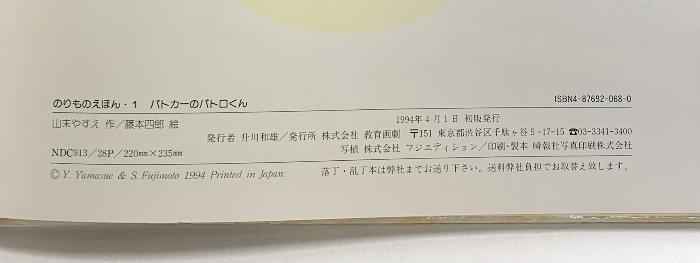 のりものえほん・1 パトカーのパトロくん
ISBN4-87692-068-0
山末やすえ 作／藤本四郎 絵
1994年4月1日 初版発行
発行者 升川和雄／発行所 株式会社 教育画劇 〒151 東京都渋谷区千駄ヶ谷5-17-15 ☎03-3341-3400
写植 株式会社 フジエディション／印刷・製本 瞬報社写真印刷株式会社
NDC913／28P／220mm×235mm
© Y. Yamasue & S. Fujimoto 1994 Printed in Japan.
落丁・乱丁本は弊社までお送り下さい。送料弊社負担でお取替え致します。